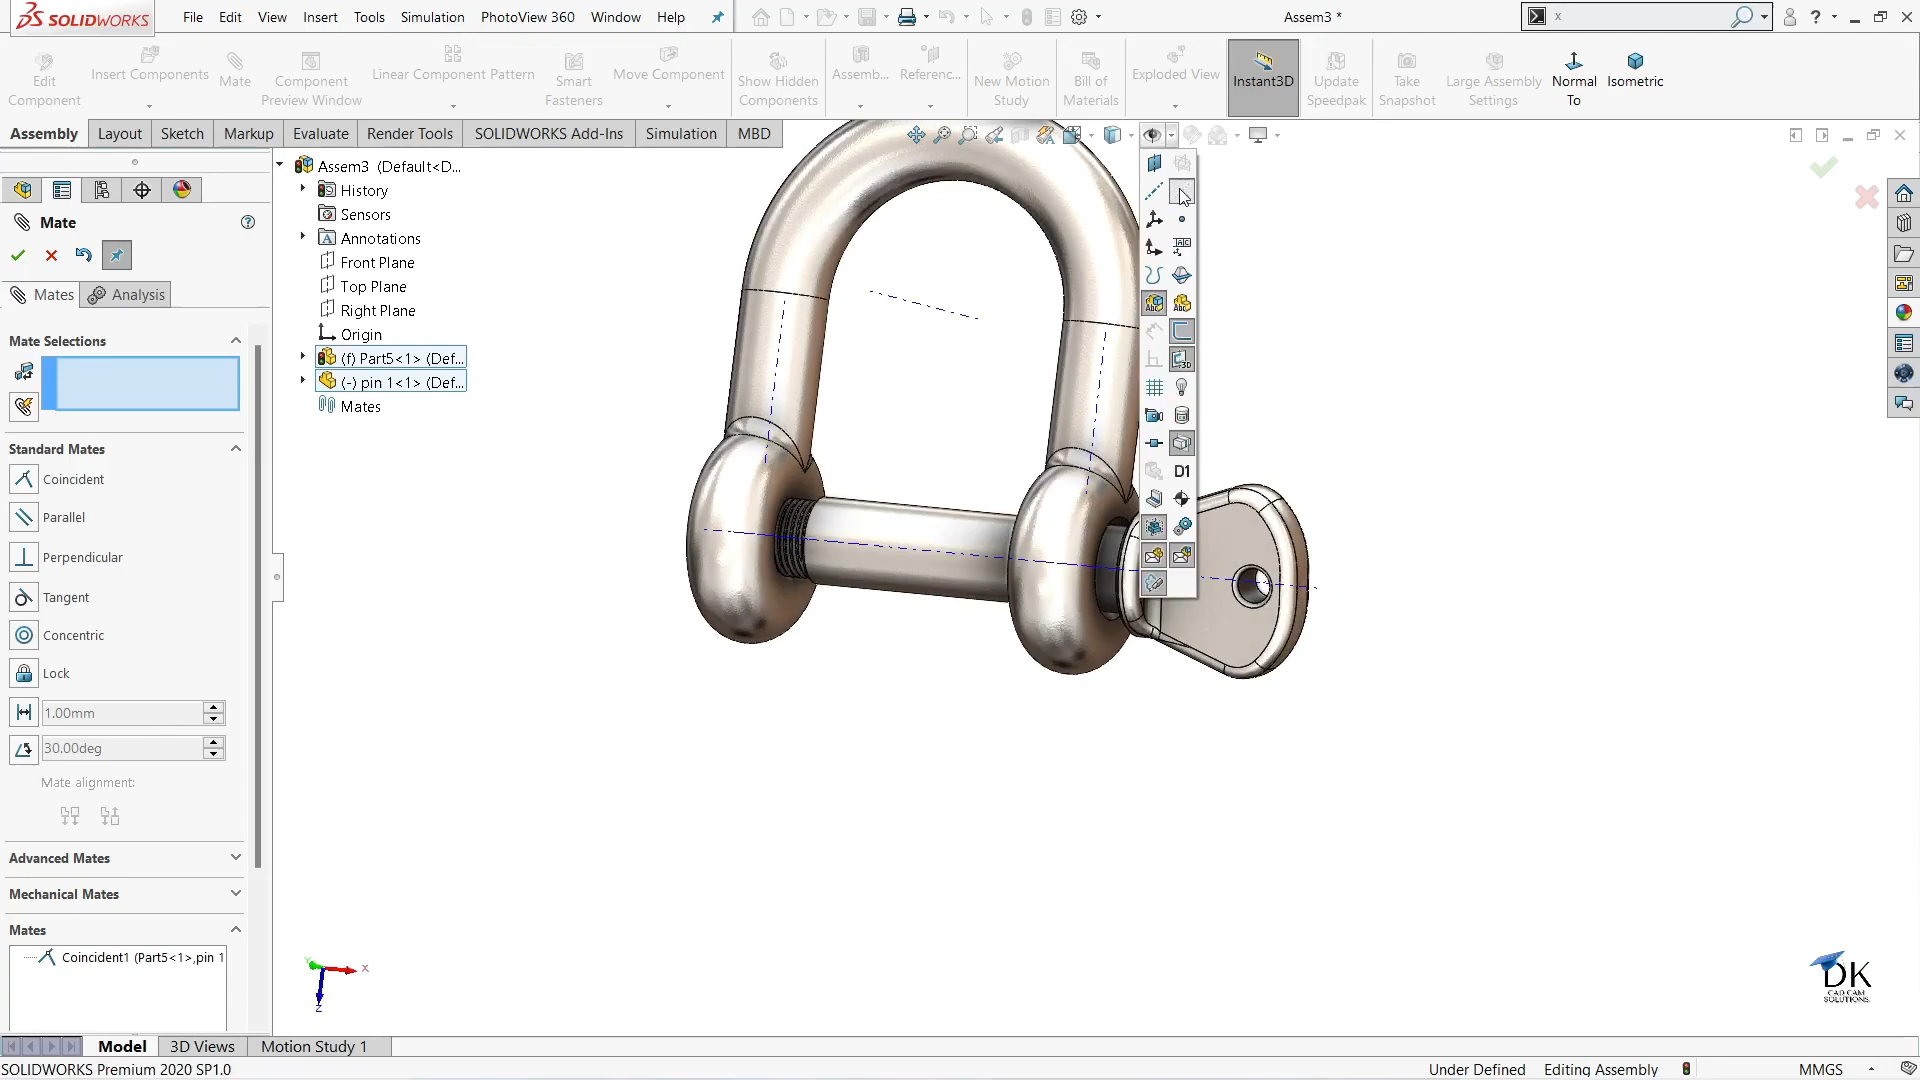 SOLIDWORKS
File Edit View Insert Tools Simulation PhotoView 360 Window Help
Assem3 *
x
?
Edit Component
Insert Components
Mate
Component Preview Window
Linear Component Pattern
Smart Fasteners
Move Component
Show Hidden Components
Assemb...
Referenc...
New Motion Study
Bill of Materials
Exploded View
Instant3D
Update Speedpak
Take Snapshot
Large Assembly Settings
Normal To
Isometric
Assembly Layout Sketch Markup Evaluate Render Tools SOLIDWORKS Add-Ins Simulation MBD
Mate
Mates Analysis
Mate Selections
Standard Mates
Coincident
Parallel
Perpendicular
Tangent
Concentric
Lock
1.00mm
30.00deg
Mate alignment:
Advanced Mates
Mechanical Mates
Mates
Coincident1 (Part5<1>,pin 1
Assem3 (Default<D...
History
Sensors
Annotations
Front Plane
Top Plane
Right Plane
Origin
(f) Part5<1> (Def...
(-) pin 1<1> (Def...
Mates
D1
X
Y
Z
DK
CAD CAM
SOLUTIONS
Model 3D Views Motion Study 1
SOLIDWORKS Premium 2020 SP1.0
Under Defined Editing Assembly MMGS